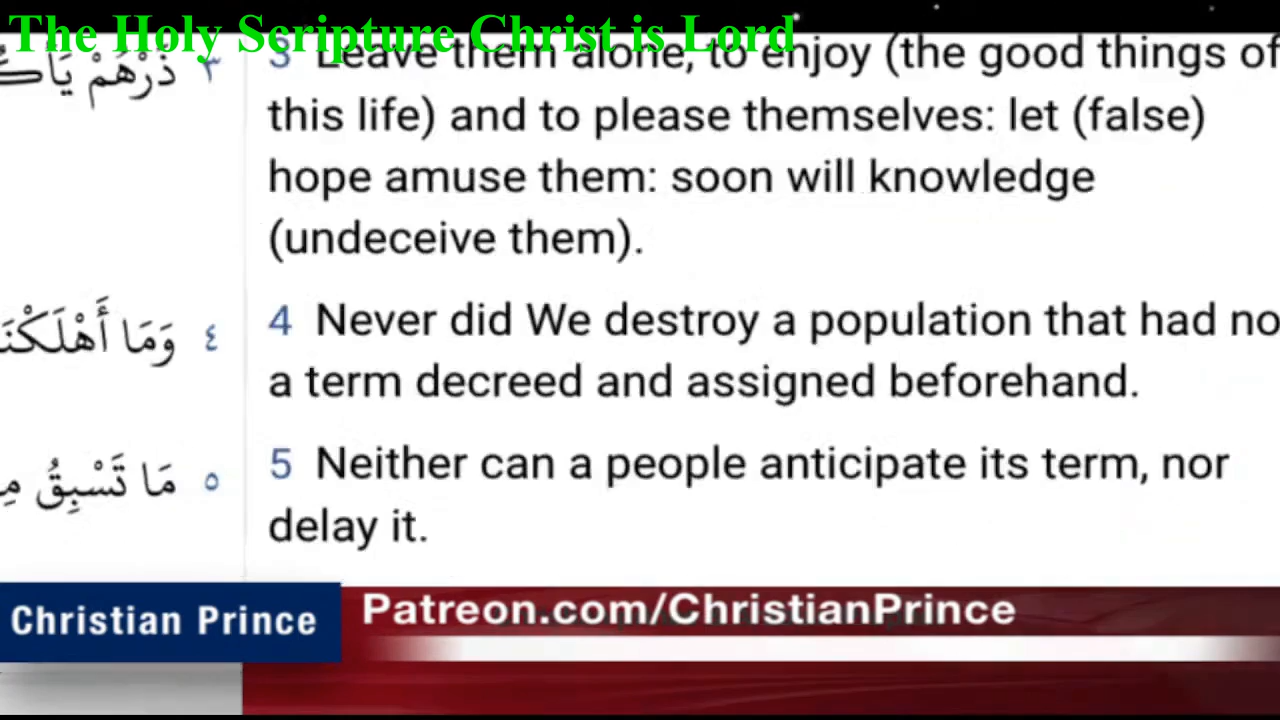 The Holy Scripture Christ is Lord
ذَرْهُمْ ٣
3 Leave them alone, to enjoy (the good things of
this life) and to please themselves: let (false)
hope amuse them: soon will knowledge
(undeceive them).
وَمَا ٤
4 Never did We destroy a population that had no
a term decreed and assigned beforehand.
مَا تَسْبِقُ ٥
5 Neither can a people anticipate its term, nor
delay it.
Christian Prince
Patreon.com/ChristianPrince